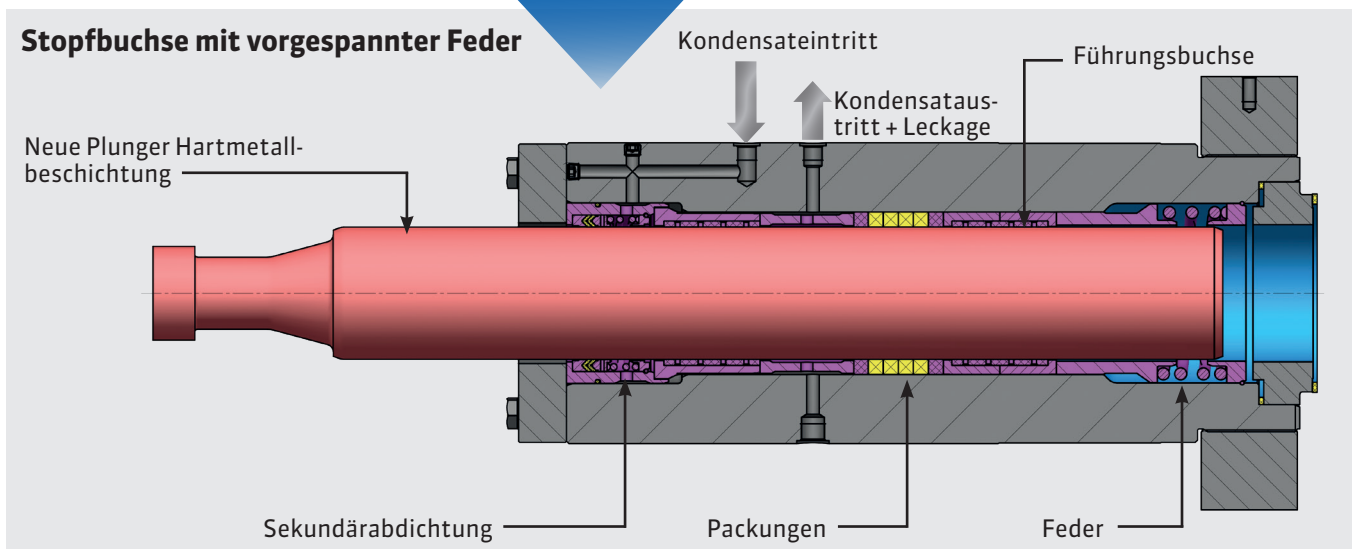 Stopfbuchse mit vorgespannter Feder
Kondensateintritt
Führungsbuchse
Kondensataus-
tritt + Leckage
Neue Plunger Hartmetall-
beschichtung
Sekundärabdichtung
Packungen
Feder